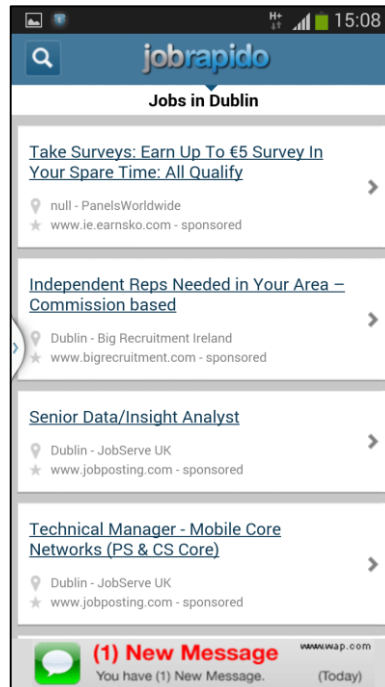 H+ 15:08
jobrapido
Jobs in Dublin
Take Surveys: Earn Up To €5 Survey In
Your Spare Time: All Qualify
null - PanelsWorldwide
www.ie.earnsko.com - sponsored
Independent Reps Needed in Your Area –
Commission based
Dublin - Big Recruitment Ireland
www.bigrecruitment.com - sponsored
Senior Data/Insight Analyst
Dublin - JobServe UK
www.jobposting.com - sponsored
Technical Manager - Mobile Core
Networks (PS & CS Core)
Dublin - JobServe UK
www.jobposting.com - sponsored
(1) New Message www.wap.com
You have (1) New Message. (Today)